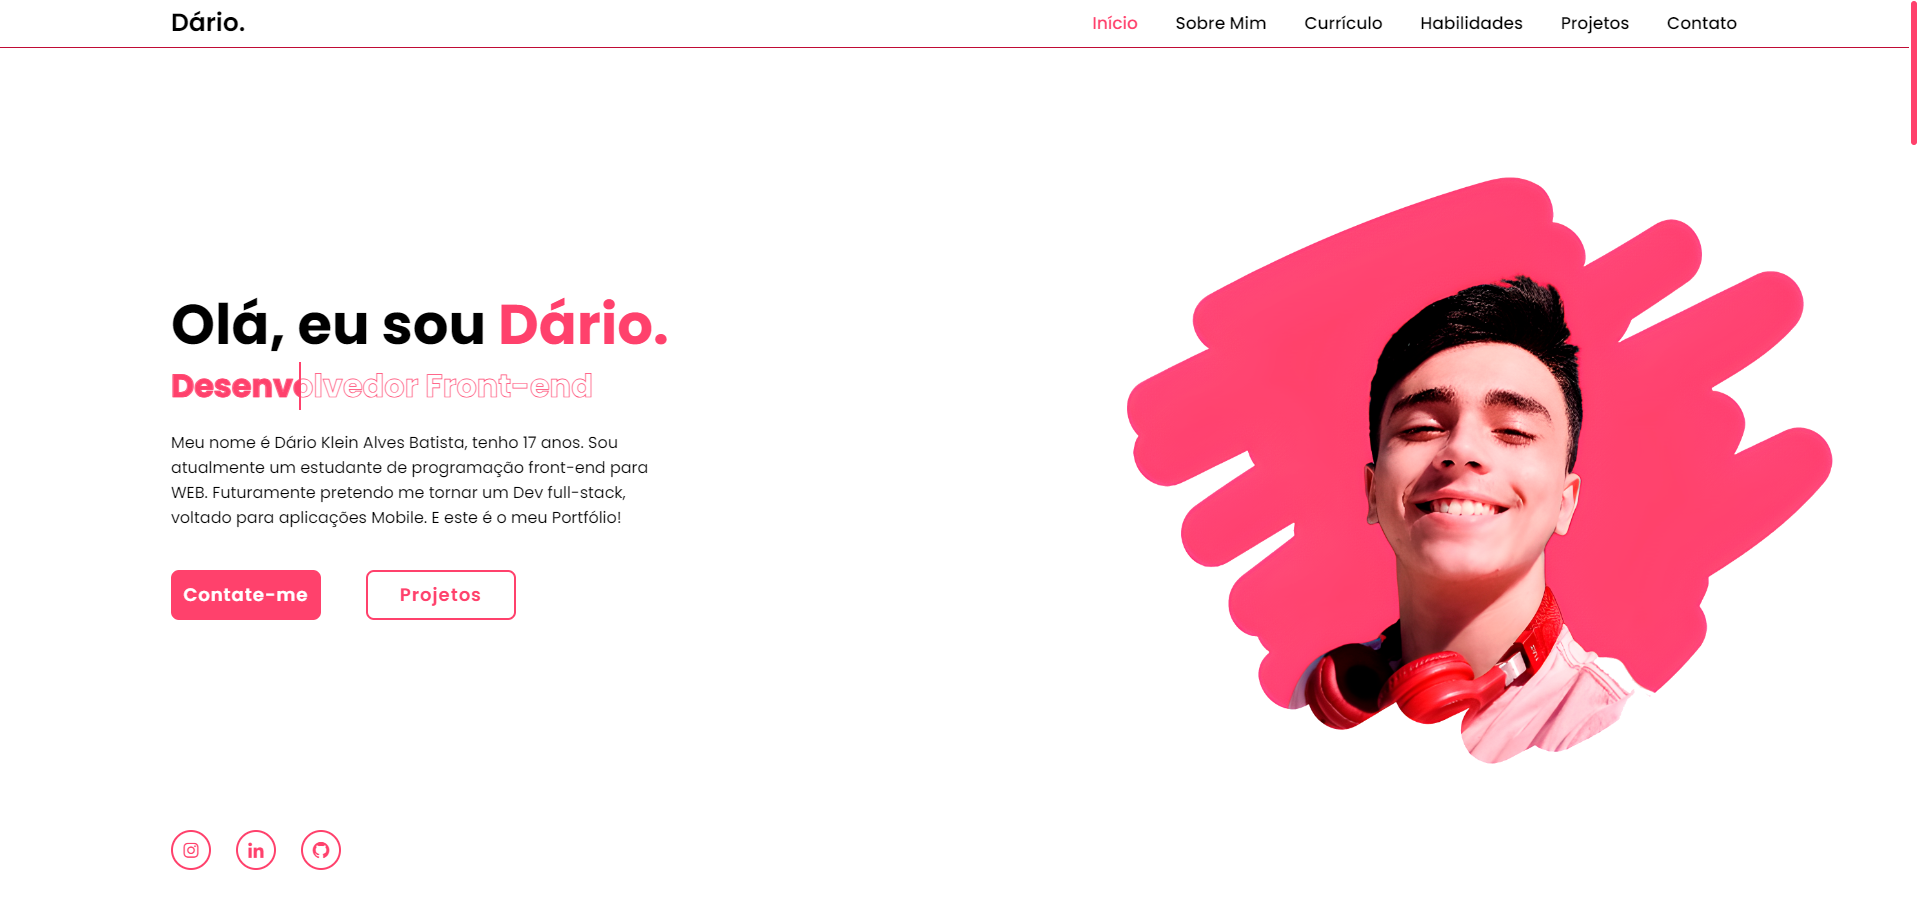 Dário.
Início Sobre Mim Currículo Habilidades Projetos Contato
Olá, eu sou Dário.
Desenvolvedor Front-end
Meu nome é Dário Klein Alves Batista, tenho 17 anos. Sou
atualmente um estudante de programação front-end para
WEB. Futuramente pretendo me tornar um Dev full-stack,
voltado para aplicações Mobile. E este é o meu Portfólio!
Contate-me
Projetos
in